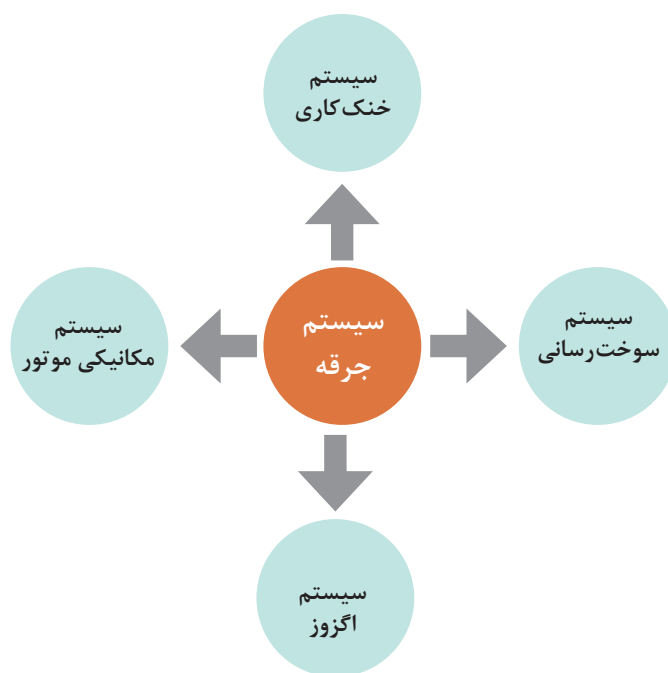 سیستم
خنک‌کاری
سیستم
سوخت‌رسانی
سیستم
جرقه
سیستم
مکانیکی موتور
سیستم
اگزوز